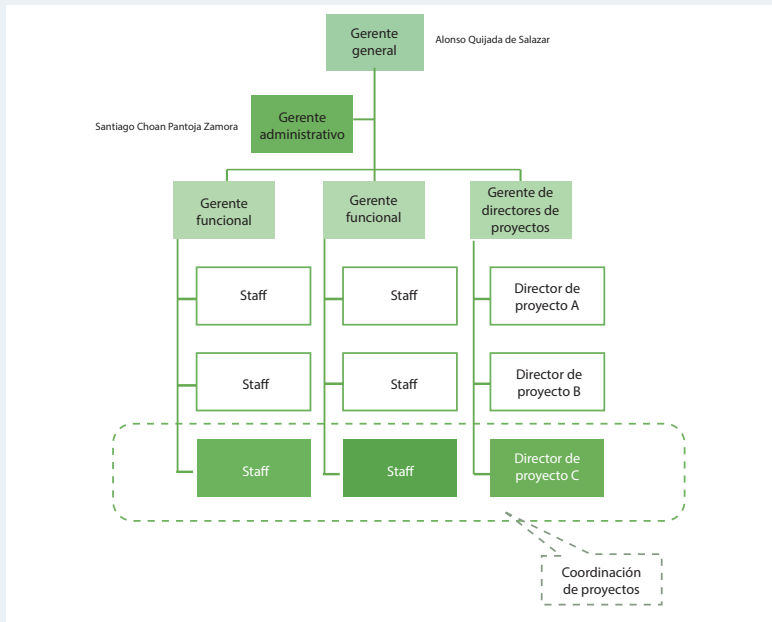 Gerente
general
Alonso Quijada de Salazar
Santiago Choan Pantoja Zamora
Gerente
administrativo
Gerente
funcional
Gerente
funcional
Gerente de
directores de
proyectos
Staff
Staff
Director de
proyecto A
Staff
Staff
Director de
proyecto B
Staff
Staff
Director de
proyecto C
Coordinación
de proyectos